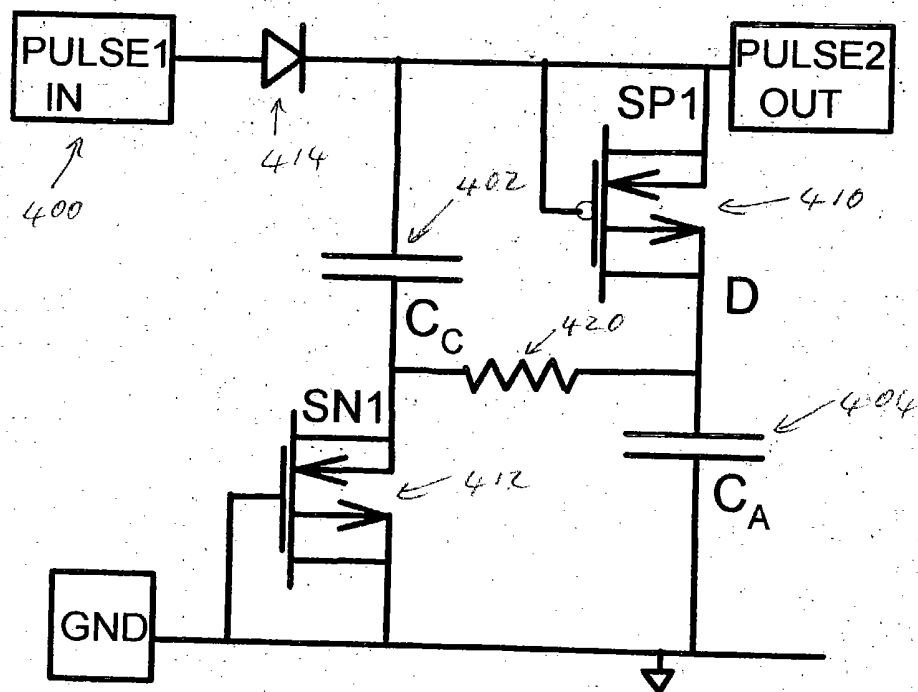 PULSE1
IN
PULSE2
OUT
SP1
414
402
400
410
D
C_C
420
SN1
404
412
C_A
GND